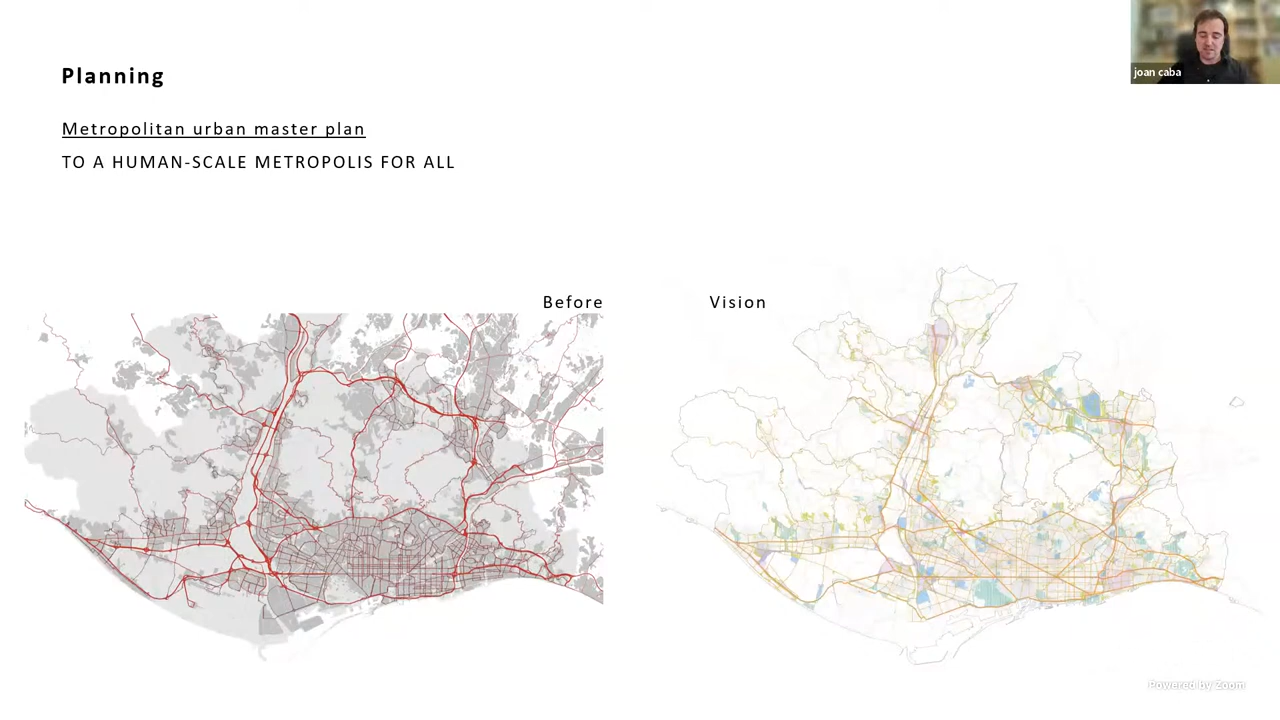 Planning
joan caba
Metropolitan urban master plan
TO A HUMAN-SCALE METROPOLIS FOR ALL
Before
Vision
Powered by Zoom